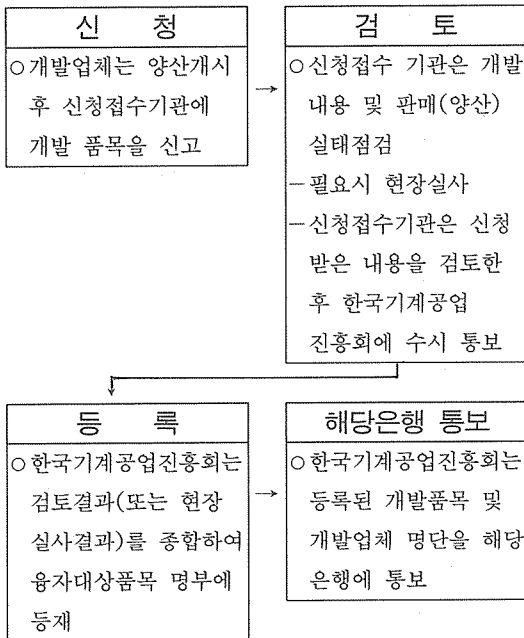 신 청
○ 개발업체는 양산개시
후 신청접수기관에
개발 품목을 신고
→
검 토
○ 신청접수 기관은 개발
내용 및 판매(양산)
실태점검
─ 필요시 현장실사
─ 신청접수기관은 신청
받은 내용을 검토한
후 한국기계공업
진흥회에 수시 통보
등 록
○ 한국기계공업진흥회는
검토결과(또는 현장
실사결과)를 종합하여
융자대상품목 명부에
등재
→
해당은행 통보
○ 한국기계공업진흥회는
등록된 개발품목 및
개발업체 명단을 해당
은행에 통보